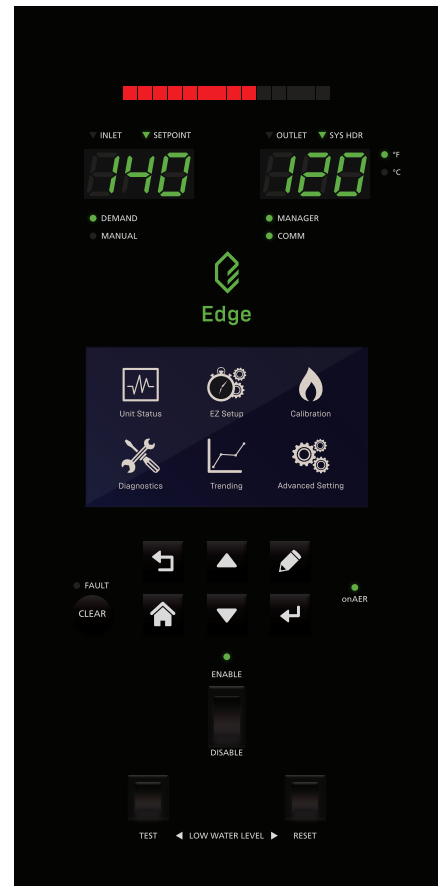 INLET SETPOINT OUTLET SYS HDR
140 120 °F
°C
DEMAND MANAGER
MANUAL COMM
Edge
Unit Status EZ Setup Calibration
Diagnostics Trending Advanced Setting
FAULT
CLEAR onAER
ENABLE
DISABLE
TEST LOW WATER LEVEL RESET